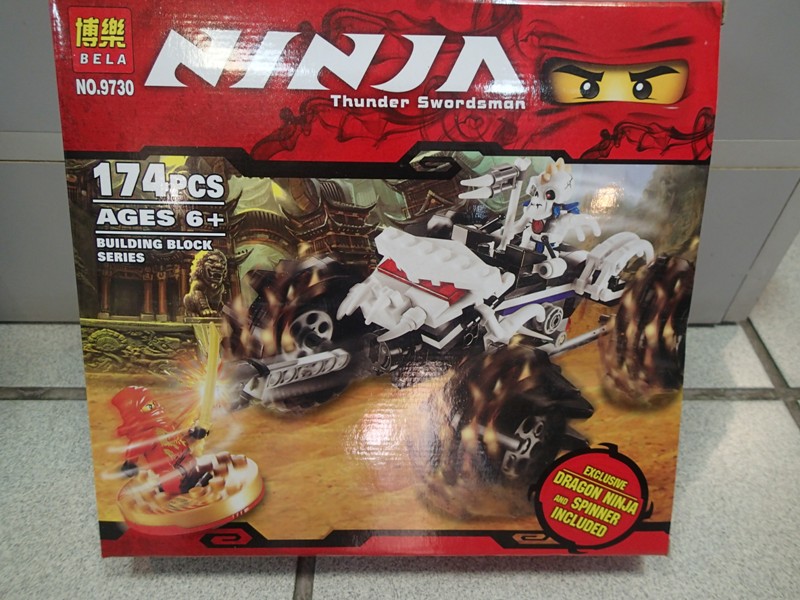 博樂
BELA
NO.9730
NINJA
Thunder Swordsman
174PCS
AGES 6+
BUILDING BLOCK
SERIES
EXCLUSIVE
DRAGON NINJA
AND SPINNER
INCLUDED